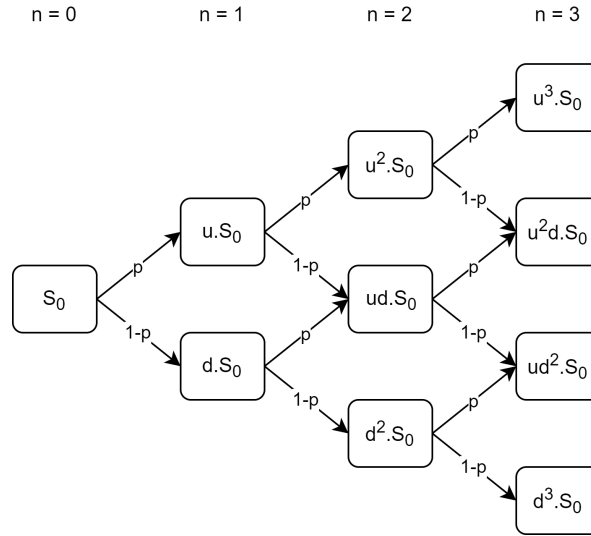 n = 0 n = 1 n = 2 n = 3
u³.S₀
p
u².S₀
p 1-p
u.S₀ u²d.S₀
p 1-p p
S₀ ud.S₀
1-p p 1-p
d.S₀ ud².S₀
1-p p
d².S₀
1-p
d³.S₀